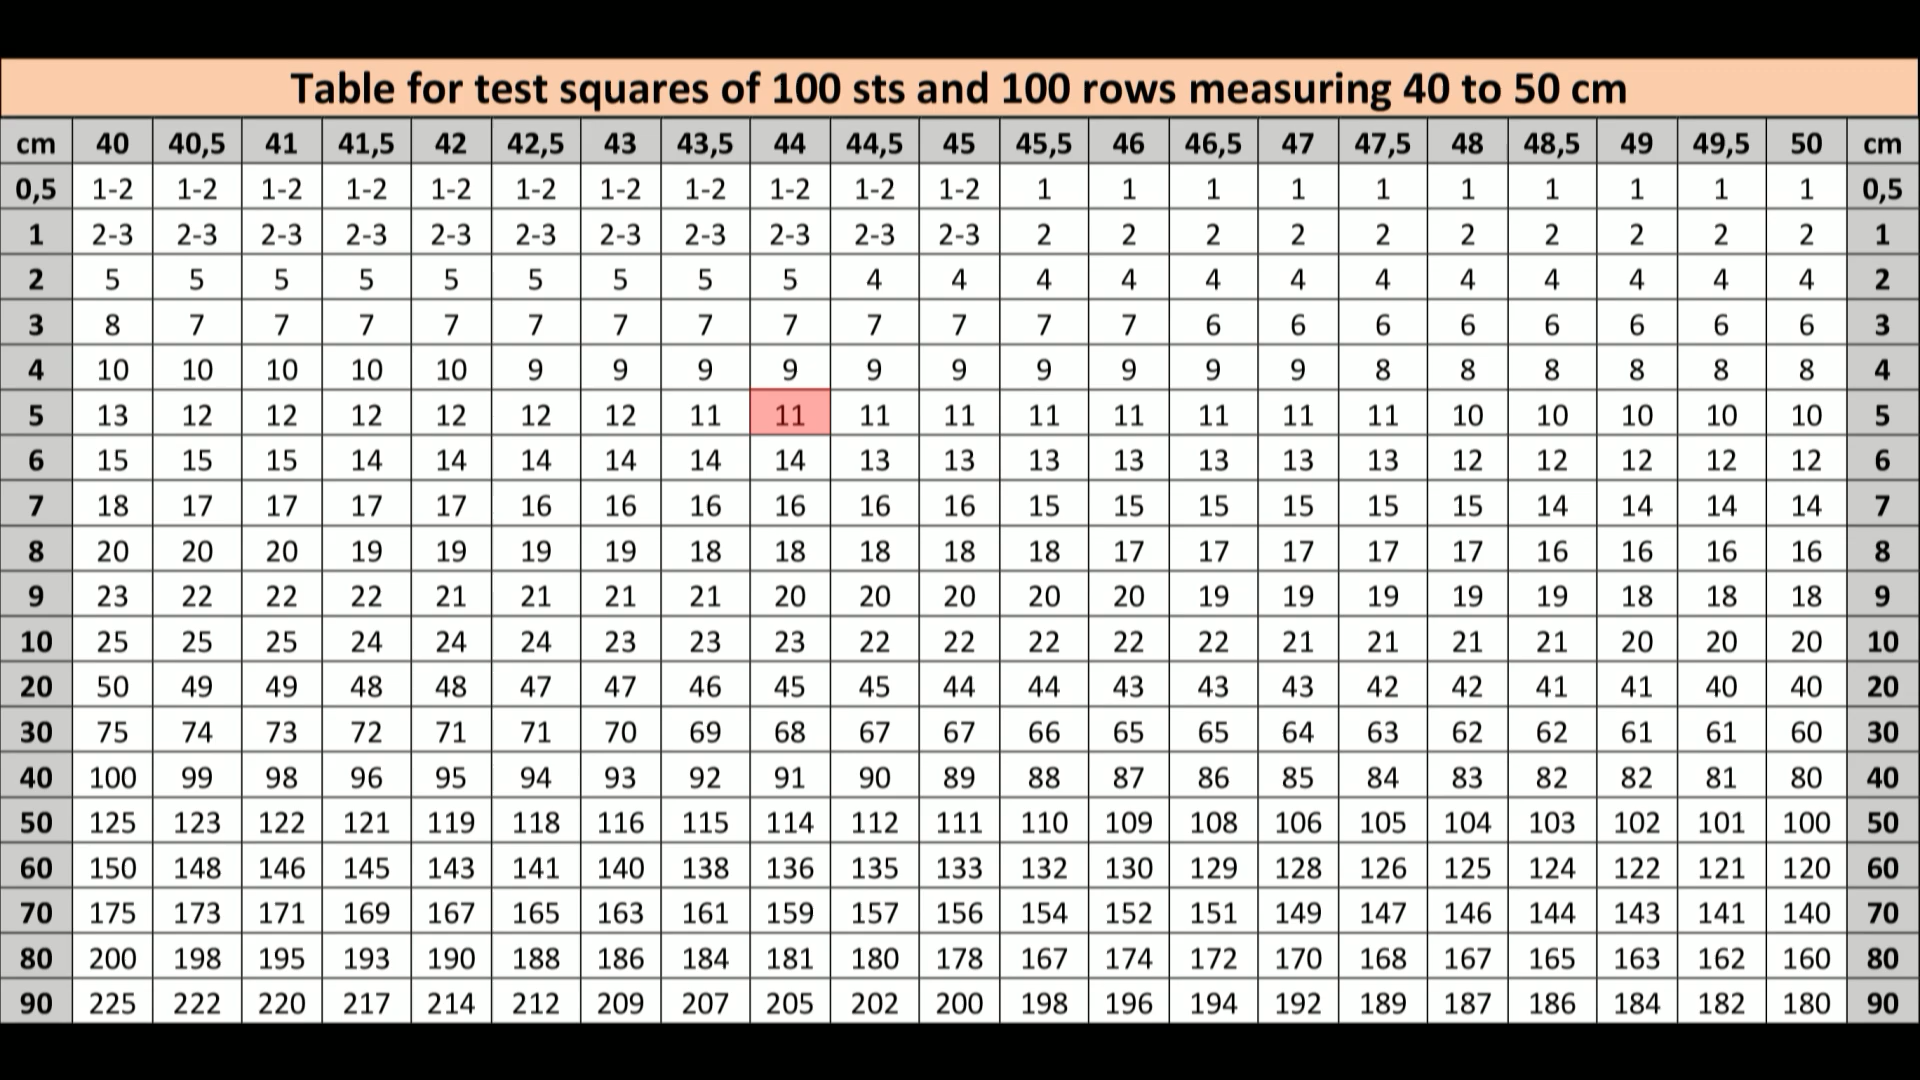 Table for test squares of 100 sts and 100 rows measuring 40 to 50 cm
cm 40 40,5 41 41,5 42 42,5 43 43,5 44 44,5 45 45,5 46 46,5 47 47,5 48 48,5 49 49,5 50 cm
0,5 1-2 1-2 1-2 1-2 1-2 1-2 1-2 1-2 1-2 1-2 1-2 1 1 1 1 1 1 1 1 1 1 0,5
1 2-3 2-3 2-3 2-3 2-3 2-3 2-3 2-3 2-3 2-3 2-3 2 2 2 2 2 2 2 2 2 2 1
2 5 5 5 5 5 5 5 5 5 4 4 4 4 4 4 4 4 4 4 4 4 2
3 8 7 7 7 7 7 7 7 7 7 7 7 7 6 6 6 6 6 6 6 6 3
4 10 10 10 10 10 9 9 9 9 9 9 9 9 9 9 8 8 8 8 8 8 4
5 13 12 12 12 12 12 12 11 11 11 11 11 11 11 11 11 10 10 10 10 10 5
6 15 15 15 14 14 14 14 14 14 13 13 13 13 13 13 13 12 12 12 12 12 6
7 18 17 17 17 17 16 16 16 16 16 16 15 15 15 15 15 15 14 14 14 14 7
8 20 20 20 19 19 19 19 18 18 18 18 18 17 17 17 17 17 16 16 16 16 8
9 23 22 22 22 21 21 21 21 20 20 20 20 20 19 19 19 19 19 18 18 18 9
10 25 25 25 24 24 24 23 23 23 22 22 22 22 22 21 21 21 21 20 20 20 10
20 50 49 49 48 48 47 47 46 45 45 44 44 43 43 43 42 42 41 41 40 40 20
30 75 74 73 72 71 71 70 69 68 67 67 66 65 65 64 63 62 62 61 61 60 30
40 100 99 98 96 95 94 93 92 91 90 89 88 87 86 85 84 83 82 82 81 80 40
50 125 123 122 121 119 118 116 115 114 112 111 110 109 108 106 105 104 103 102 101 100 50
60 150 148 146 145 143 141 140 138 136 135 133 132 130 129 128 126 125 124 122 121 120 60
70 175 173 171 169 167 165 163 161 159 157 156 154 152 151 149 147 146 144 143 141 140 70
80 200 198 195 193 190 188 186 184 181 180 178 167 174 172 170 168 167 165 163 162 160 80
90 225 222 220 217 214 212 209 207 205 202 200 198 196 194 192 189 187 186 184 182 180 90